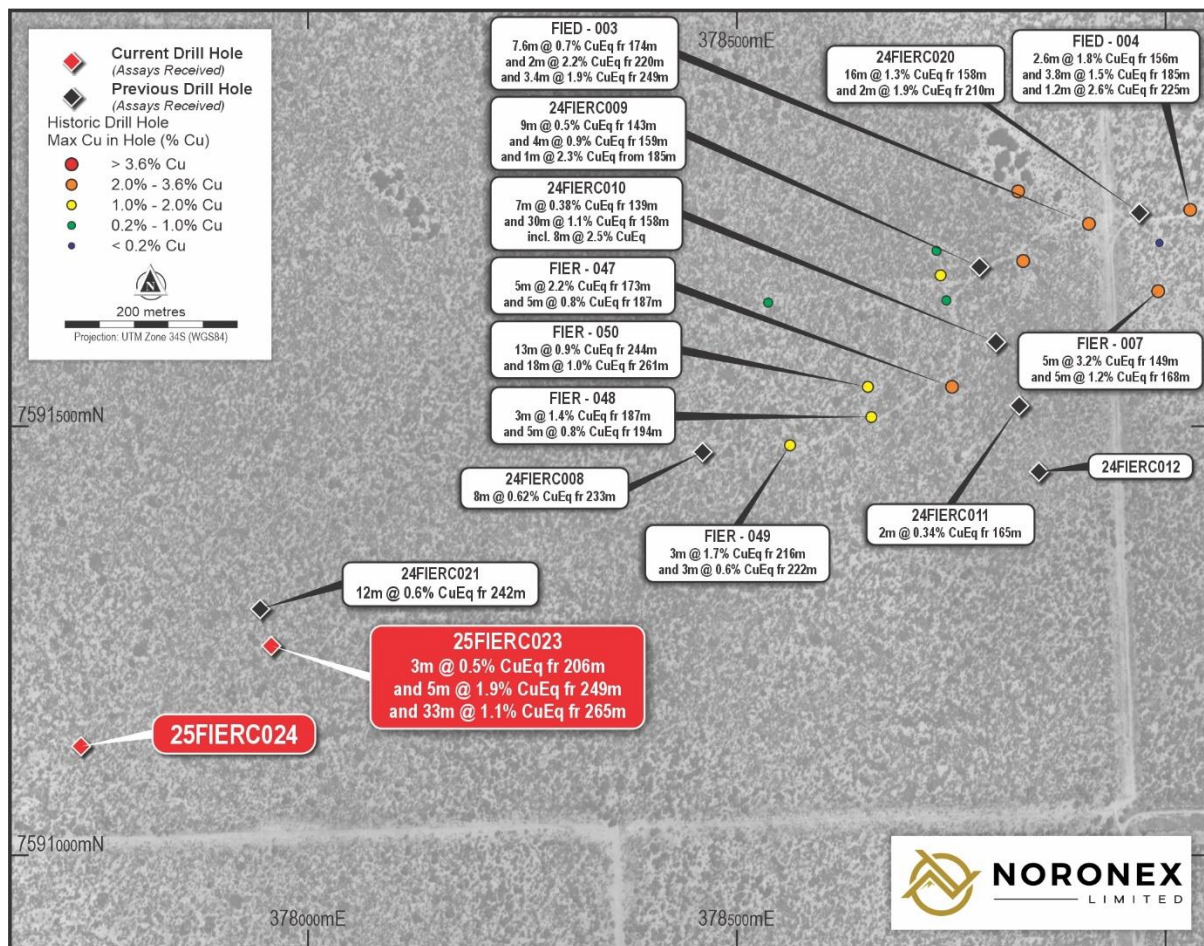 Current Drill Hole
(Assays Received)
Previous Drill Hole
(Assays Received)
Historic Drill Hole
Max Cu in Hole (% Cu)
> 3.6% Cu
2.0% - 3.6% Cu
1.0% - 2.0% Cu
0.2% - 1.0% Cu
< 0.2% Cu
N
200 metres
Projection: UTM Zone 34S (WGS84)
378500mE
FIED - 003
7.6m @ 0.7% CuEq fr 174m
and 2m @ 2.2% CuEq fr 220m
and 3.4m @ 1.9% CuEq fr 249m
24FIERC020
16m @ 1.3% CuEq fr 158m
and 2m @ 1.9% CuEq fr 210m
FIED - 004
2.6m @ 1.8% CuEq fr 156m
and 3.8m @ 1.5% CuEq fr 185m
and 1.2m @ 2.6% CuEq fr 225m
24FIERC009
9m @ 0.5% CuEq fr 143m
and 4m @ 0.9% CuEq fr 159m
and 1m @ 2.3% CuEq from 185m
24FIERC010
7m @ 0.38% CuEq fr 139m
and 30m @ 1.1% CuEq fr 158m
incl. 8m @ 2.5% CuEq
FIER - 047
5m @ 2.2% CuEq fr 173m
and 5m @ 0.8% CuEq fr 187m
FIER - 050
13m @ 0.9% CuEq fr 244m
and 18m @ 1.0% CuEq fr 261m
FIER - 007
5m @ 3.2% CuEq fr 149m
and 5m @ 1.2% CuEq fr 168m
FIER - 048
3m @ 1.4% CuEq fr 187m
and 5m @ 0.8% CuEq fr 194m
7591500mN
24FIERC008
8m @ 0.62% CuEq fr 233m
24FIERC012
24FIERC011
2m @ 0.34% CuEq fr 165m
FIER - 049
3m @ 1.7% CuEq fr 216m
and 3m @ 0.6% CuEq fr 222m
24FIERC021
12m @ 0.6% CuEq fr 242m
25FIERC023
3m @ 0.5% CuEq fr 206m
and 5m @ 1.9% CuEq fr 249m
and 33m @ 1.1% CuEq fr 265m
25FIERC024
7591000mN
378000mE
378500mE
NORONEX
LIMITED